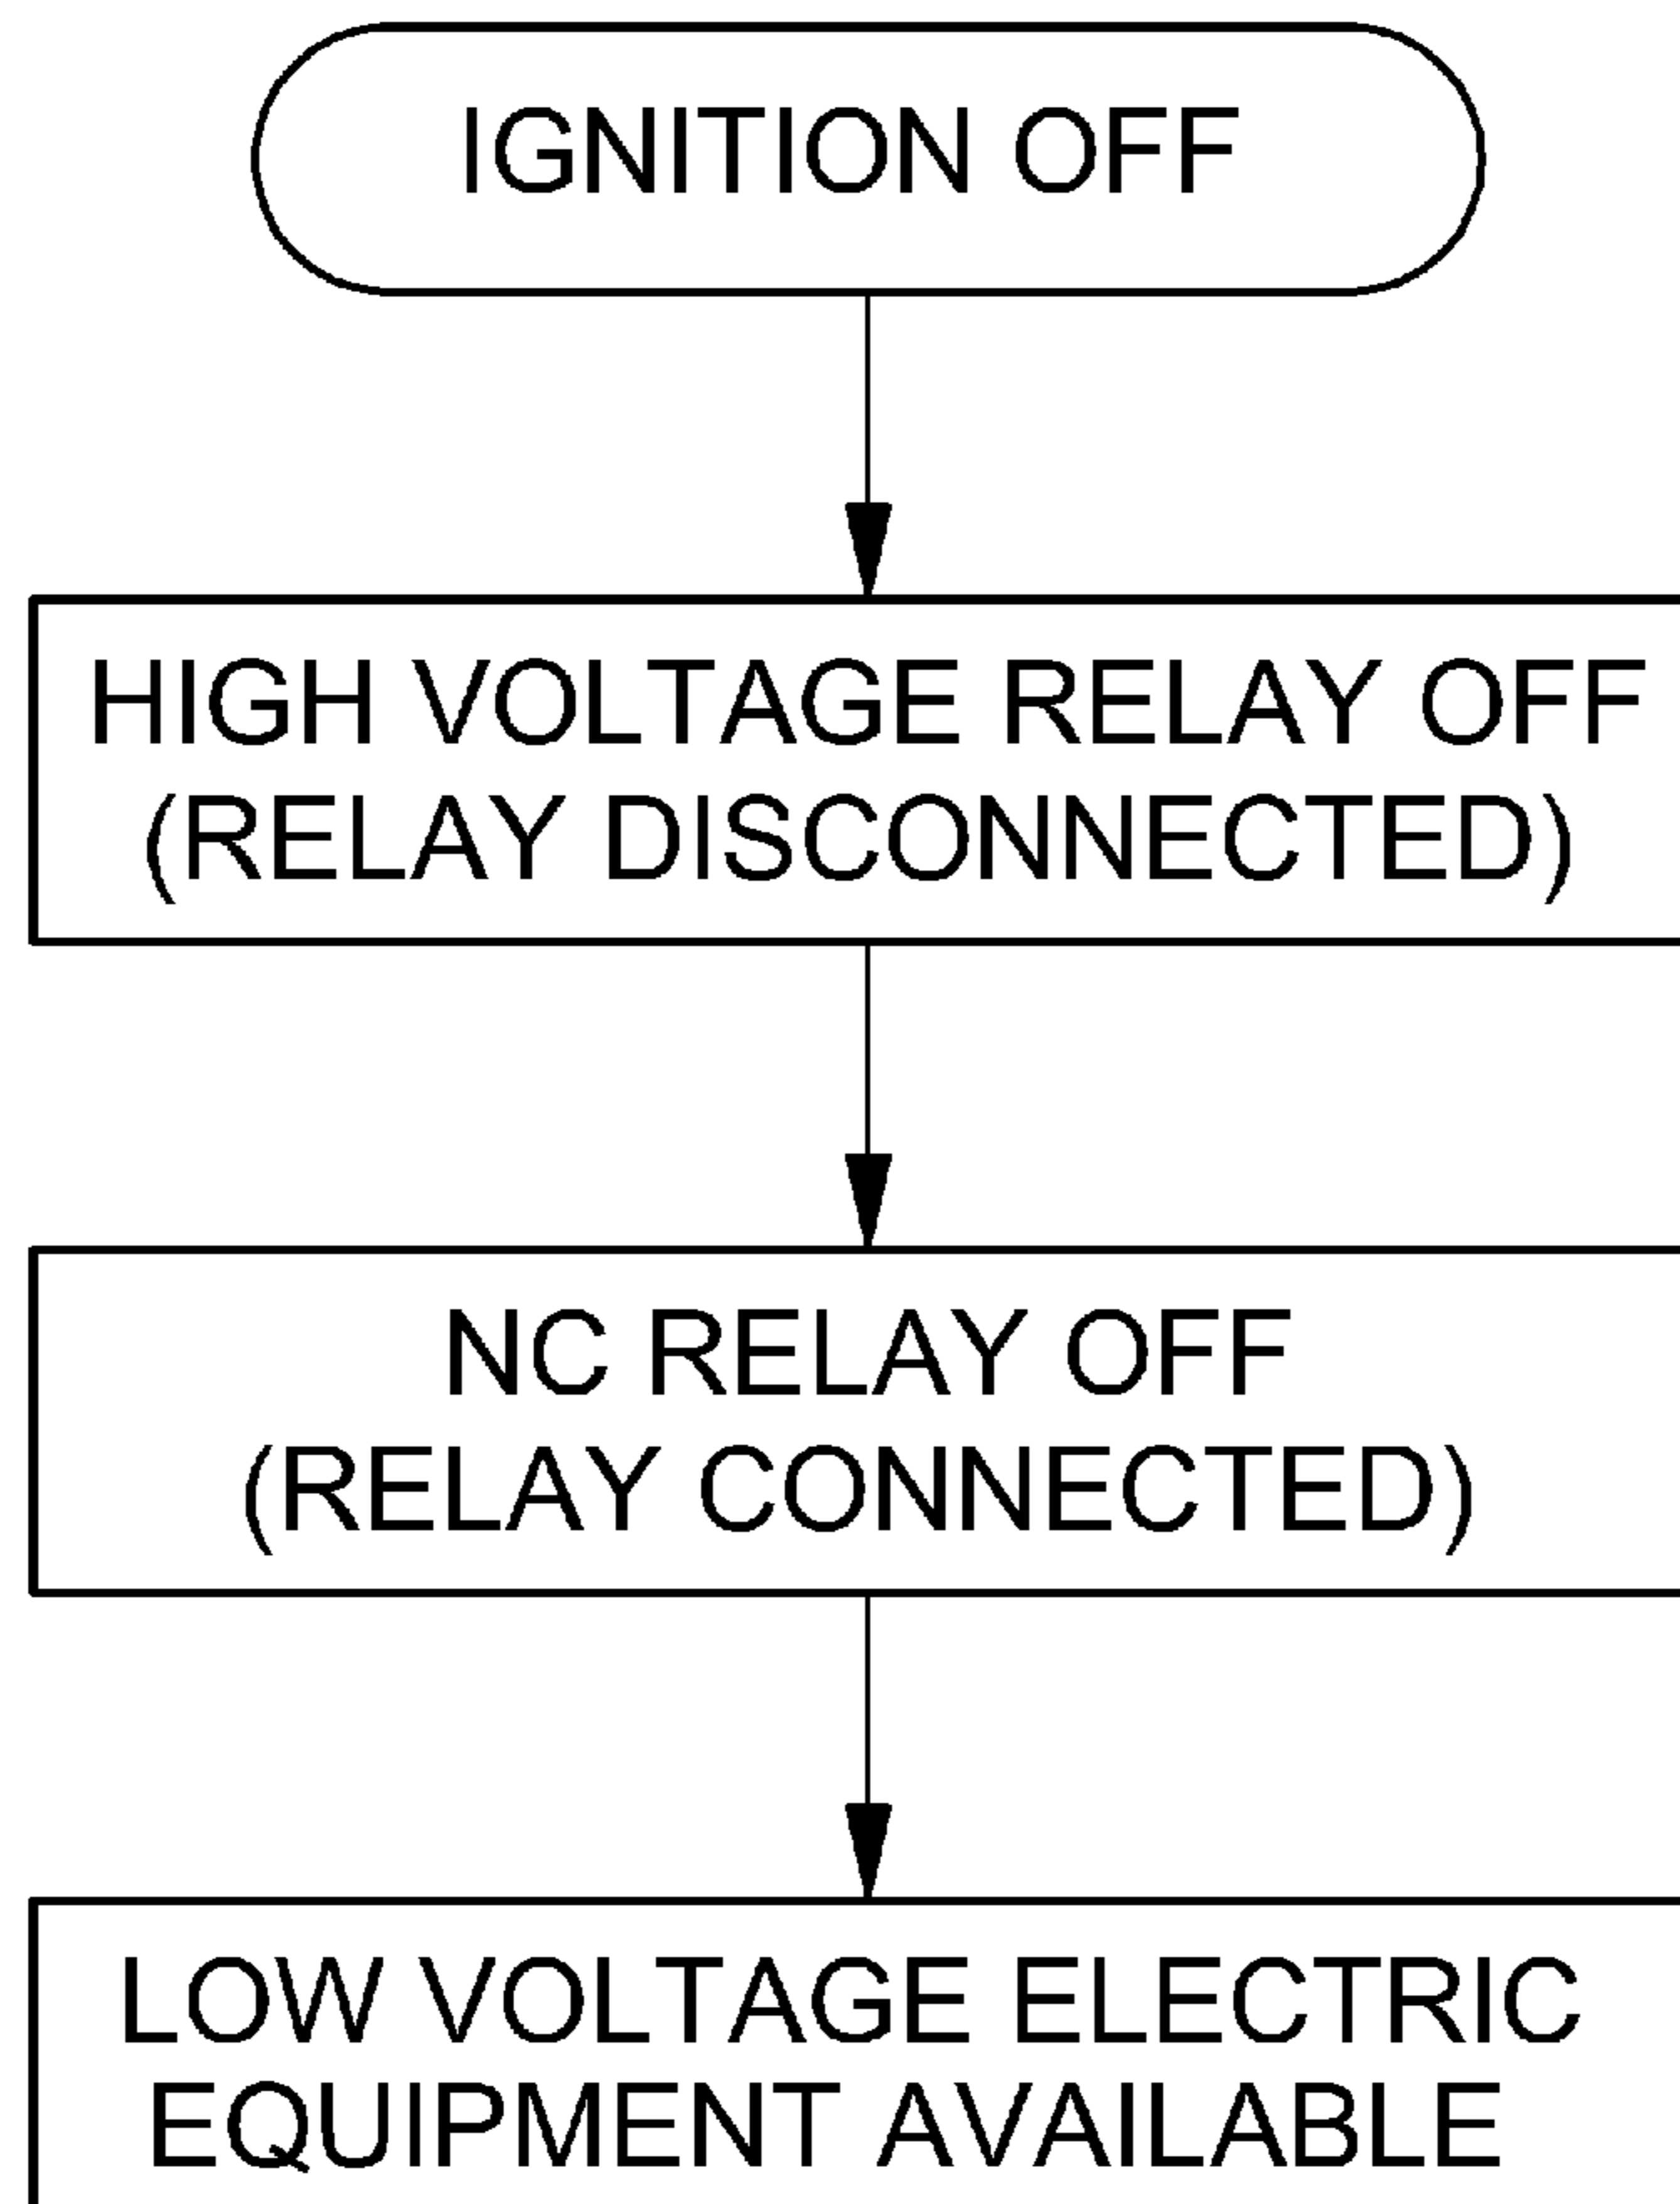 IGNITION OFF
HIGH VOLTAGE RELAY OFF
(RELAY DISCONNECTED)
NC RELAY OFF
(RELAY CONNECTED)
LOW VOLTAGE ELECTRIC
EQUIPMENT AVAILABLE